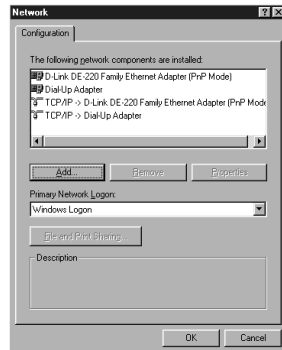 Network
Configuration
The following network components are installed:
D-Link DE-220 Family Ethernet Adapter (PnP Mode)
Dial-Up Adapter
TCP/IP -> D-Link DE-220 Family Ethernet Adapter (PnP Mode
TCP/IP -> Dial-Up Adapter
Add... Remove Properties
Primary Network Logon:
Windows Logon
File and Print Sharing...
Description
OK Cancel